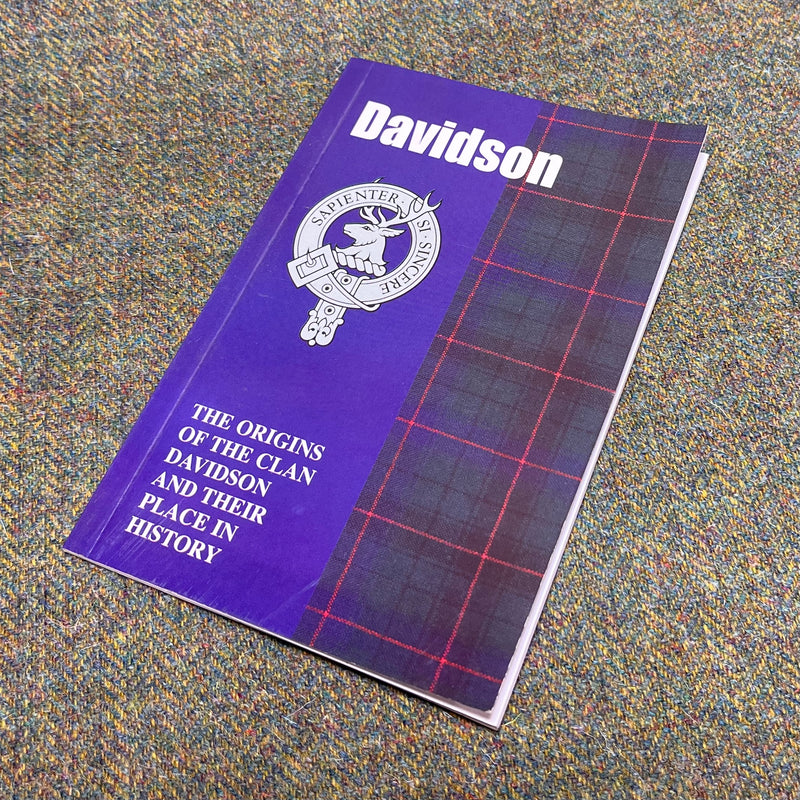 Davidson
SAPIENTER · SI · SINCERE
THE ORIGINS
OF THE CLAN
DAVIDSON
AND THEIR
PLACE IN
HISTORY